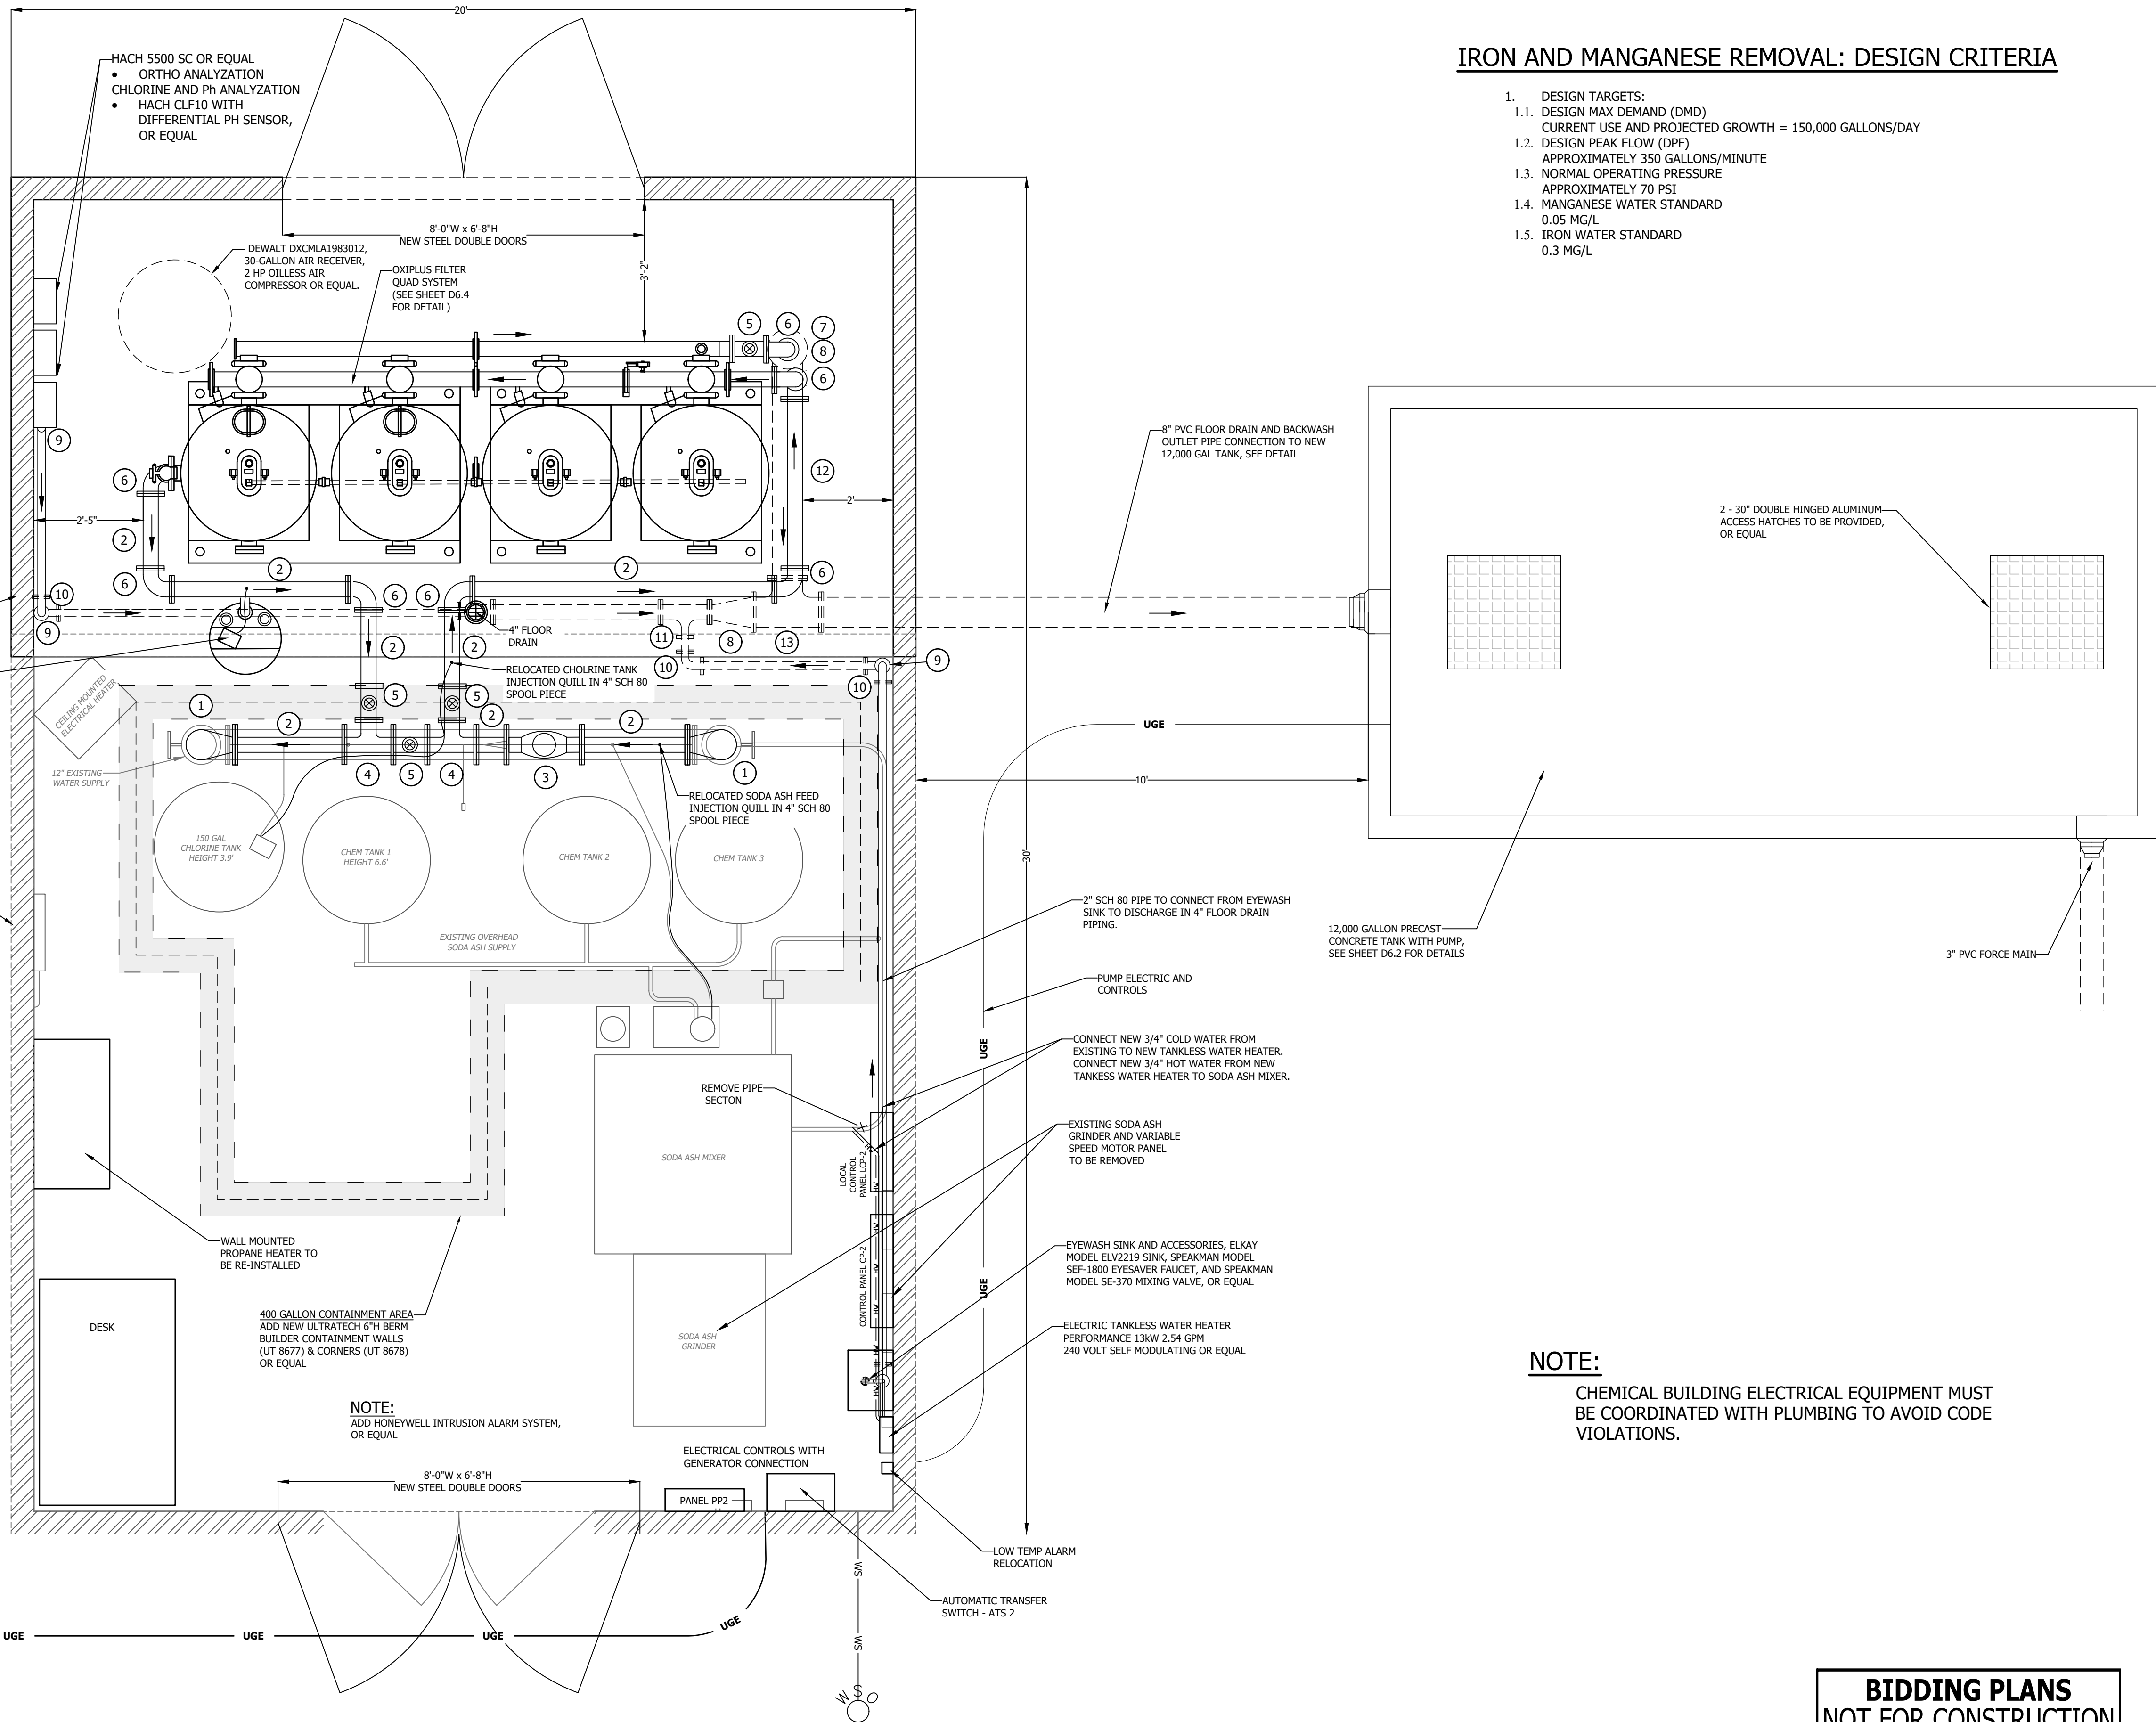 20'
HACH 5500 SC OR EQUAL
• ORTHO ANALYZATION
CHLORINE AND Ph ANALYZATION
• HACH CLF10 WITH
DIFFERENTIAL PH SENSOR,
OR EQUAL
IRON AND MANGANESE REMOVAL: DESIGN CRITERIA
1. DESIGN TARGETS:
1.1. DESIGN MAX DEMAND (DMD)
CURRENT USE AND PROJECTED GROWTH = 150,000 GALLONS/DAY
1.2. DESIGN PEAK FLOW (DPF)
APPROXIMATELY 350 GALLONS/MINUTE
1.3. NORMAL OPERATING PRESSURE
APPROXIMATELY 70 PSI
1.4. MANGANESE WATER STANDARD
0.05 MG/L
1.5. IRON WATER STANDARD
0.3 MG/L
8'-0"W x 6'-8"H
NEW STEEL DOUBLE DOORS
3'-2"
DEWALT DXCMLA1983012,
30-GALLON AIR RECEIVER,
2 HP OILLESS AIR
COMPRESSOR OR EQUAL.
OXIPLUS FILTER
QUAD SYSTEM
(SEE SHEET D6.4
FOR DETAIL)
5
6
7
8
6
9
6
12
2'
2'-5"
2
6
2
2
6
10
9
6
6
4" FLOOR
DRAIN
11
8
13
2
2
10
9
10
8" PVC FLOOR DRAIN AND BACKWASH
OUTLET PIPE CONNECTION TO NEW
12,000 GAL TANK, SEE DETAIL
2 - 30" DOUBLE HINGED ALUMINUM
ACCESS HATCHES TO BE PROVIDED,
OR EQUAL
RELOCATED CHOLRINE TANK
INJECTION QUILL IN 4" SCH 80
SPOOL PIECE
CEILING MOUNTED
ELECTRICAL HEATER
1
2
5
5
2
2
12" EXISTING
WATER SUPPLY
4
5
4
3
1
UGE
10'
RELOCATED SODA ASH FEED
INJECTION QUILL IN 4" SCH 80
SPOOL PIECE
150 GAL
CHLORINE TANK
HEIGHT 3.9'
CHEM TANK 1
HEIGHT 6.6'
CHEM TANK 2
CHEM TANK 3
30'
EXISTING OVERHEAD
SODA ASH SUPPLY
2" SCH 80 PIPE TO CONNECT FROM EYEWASH
SINK TO DISCHARGE IN 4" FLOOR DRAIN
PIPING.
12,000 GALLON PRECAST
CONCRETE TANK WITH PUMP,
SEE SHEET D6.2 FOR DETAILS
3" PVC FORCE MAIN
PUMP ELECTRIC AND
CONTROLS
UGE
CONNECT NEW 3/4" COLD WATER FROM
EXISTING TO NEW TANKLESS WATER HEATER.
CONNECT NEW 3/4" HOT WATER FROM NEW
TANKESS WATER HEATER TO SODA ASH MIXER.
REMOVE PIPE
SECTON
EXISTING SODA ASH
GRINDER AND VARIABLE
SPEED MOTOR PANEL
TO BE REMOVED
SODA ASH MIXER
LOCAL
CONTROL
PANEL LCP-2
HW
WALL MOUNTED
PROPANE HEATER TO
BE RE-INSTALLED
HW
CONTROL PANEL CP-2
HW
HW
EYEWASH SINK AND ACCESSORIES, ELKAY
MODEL ELV2219 SINK, SPEAKMAN MODEL
SEF-1800 EYESAVER FAUCET, AND SPEAKMAN
MODEL SE-370 MIXING VALVE, OR EQUAL
UGE
400 GALLON CONTAINMENT AREA
ADD NEW ULTRATECH 6"H BERM
BUILDER CONTAINMENT WALLS
(UT 8677) & CORNERS (UT 8678)
OR EQUAL
DESK
SODA ASH
GRINDER
HW
HW
ELECTRIC TANKLESS WATER HEATER
PERFORMANCE 13kW 2.54 GPM
240 VOLT SELF MODULATING OR EQUAL
NOTE:
CHEMICAL BUILDING ELECTRICAL EQUIPMENT MUST
BE COORDINATED WITH PLUMBING TO AVOID CODE
VIOLATIONS.
NOTE:
ADD HONEYWELL INTRUSION ALARM SYSTEM,
OR EQUAL
ELECTRICAL CONTROLS WITH
GENERATOR CONNECTION
8'-0"W x 6'-8"H
NEW STEEL DOUBLE DOORS
PANEL PP2
LOW TEMP ALARM
RELOCATION
WS
AUTOMATIC TRANSFER
SWITCH - ATS 2
UGE
UGE
UGE
UGE
WS
WSO
BIDDING PLANS
NOT FOR CONSTRUCTION